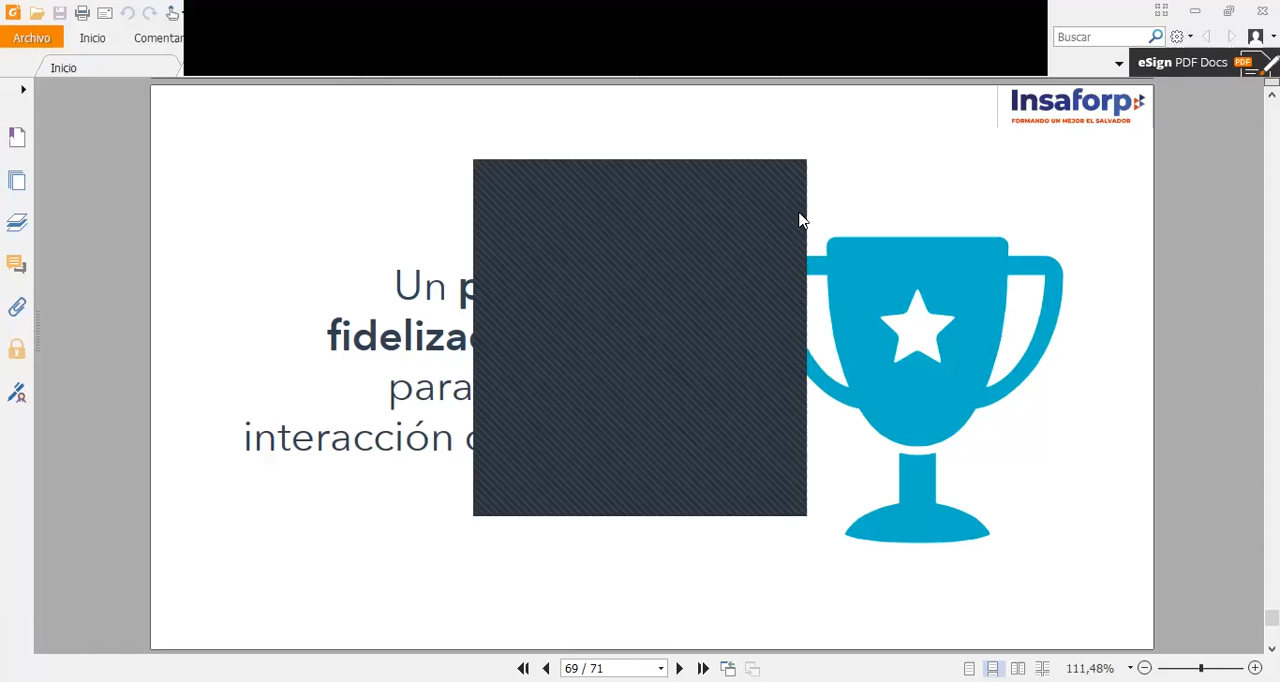 Archivo Inicio Comentar
Buscar
Inicio
eSign PDF Docs PDF
Insaforp
FORMANDO UN MEJOR EL SALVADOR
Un
para
interacción
69 / 71
111,48%